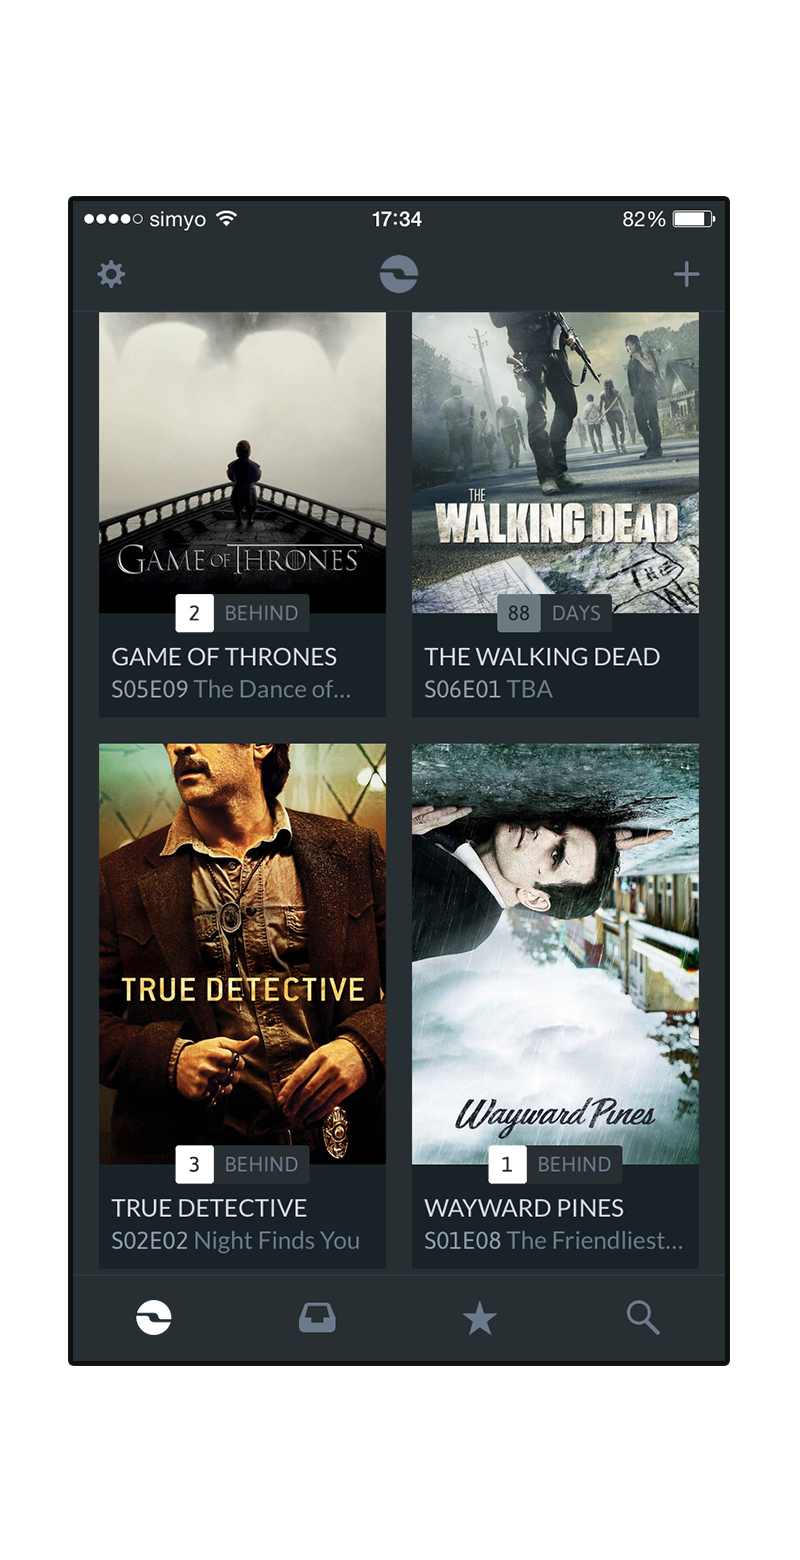 simyo 17:34 82%
GAME OF THRONES
2 BEHIND
GAME OF THRONES
S05E09 The Dance of...
THE
WALKING DEAD
THE
88 DAYS
THE WALKING DEAD
S06E01 TBA
TRUE DETECTIVE
3 BEHIND
TRUE DETECTIVE
S02E02 Night Finds You
Wayward Pines
1 BEHIND
WAYWARD PINES
S01E08 The Friendliest...